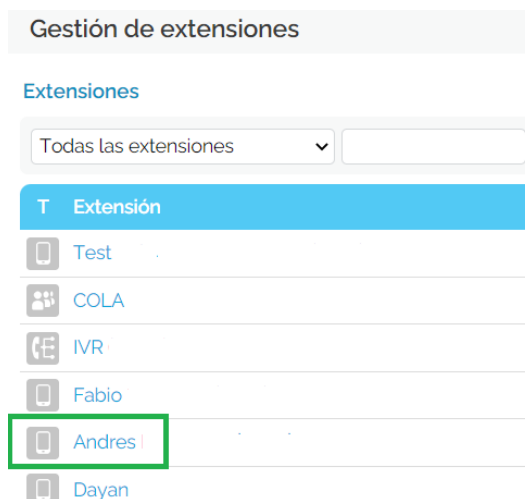 Gestión de extensiones
Extensiones
Todas las extensiones
T Extensión
Test
COLA
IVR
Fabio
Andres
Dayan